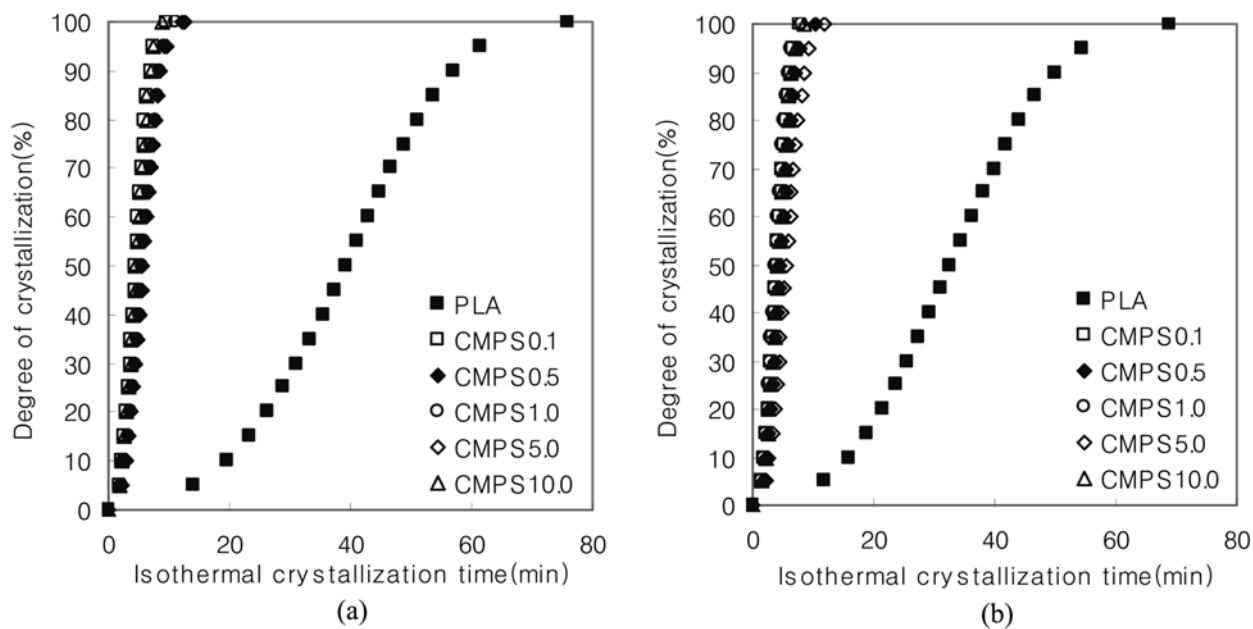 Degree of crystallization(%)
100
90
80
70
60
50
40
30
20
10
0
PLA
CMPS0.1
CMPS0.5
CMPS1.0
CMPS5.0
CMPS10.0
0 20 40 60 80
Isothermal crystallization time(min)
(a)
Degree of crystallization(%)
100
90
80
70
60
50
40
30
20
10
0
PLA
CMPS0.1
CMPS0.5
CMPS1.0
CMPS5.0
CMPS10.0
0 20 40 60 80
Isothermal crystallization time(min)
(b)